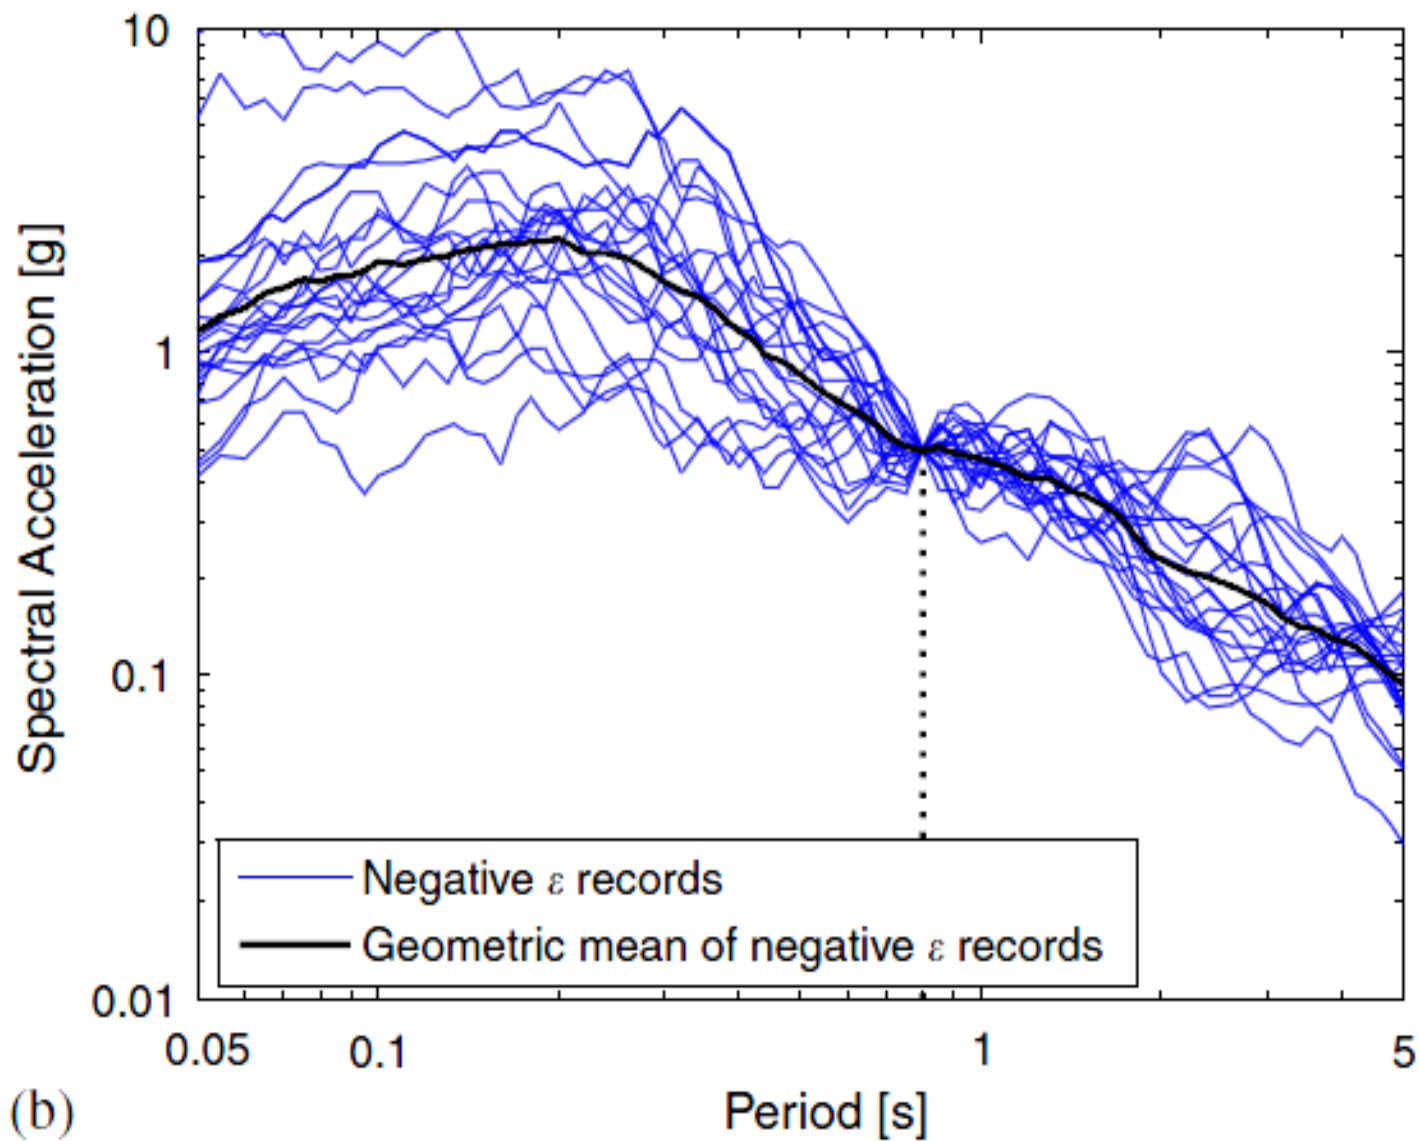 10
1
0.1
0.01
Spectral Acceleration [g]
Negative ε records
Geometric mean of negative ε records
0.05
0.1
1
5
Period [s]
(b)